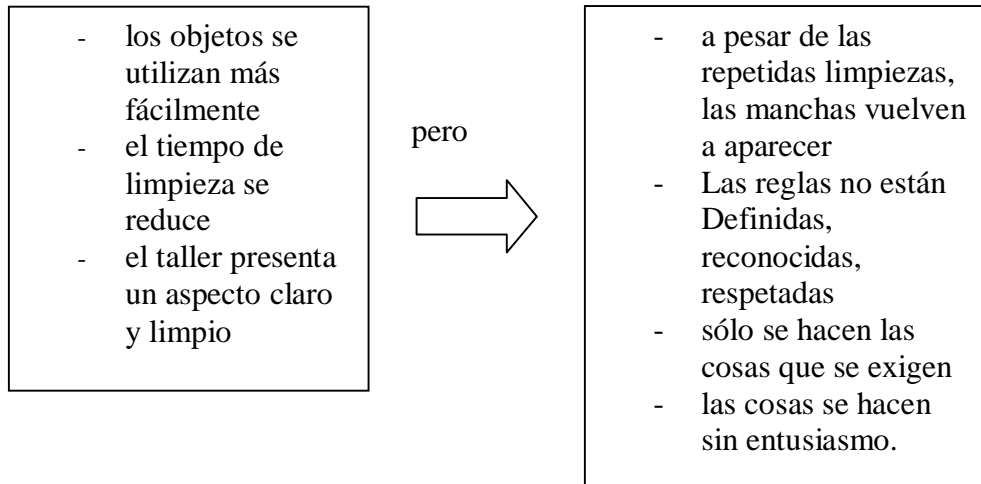 - los objetos se
utilizan más
fácilmente
- el tiempo de
limpieza se
reduce
- el taller presenta
un aspecto claro
y limpio
pero
- a pesar de las
repetidas limpiezas,
las manchas vuelven
a aparecer
- Las reglas no están
Definidas,
reconocidas,
respetadas
- sólo se hacen las
cosas que se exigen
- las cosas se hacen
sin entusiasmo.